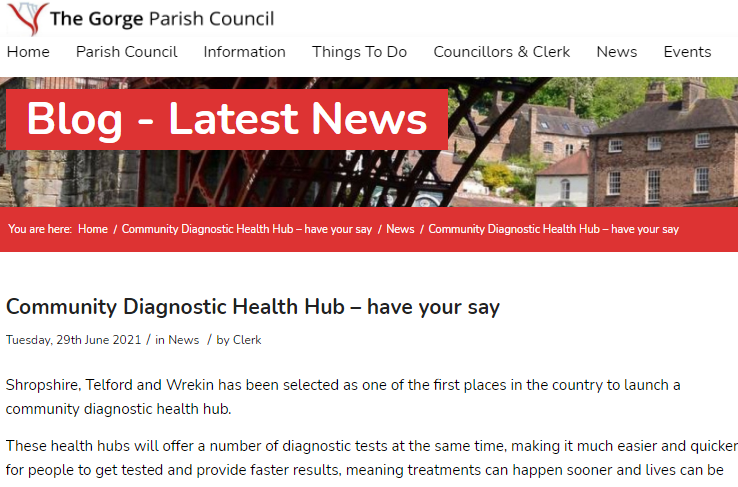 The Gorge Parish Council
Home Parish Council Information Things To Do Councillors & Clerk News Events
Blog - Latest News
You are here: Home / Community Diagnostic Health Hub – have your say / News / Community Diagnostic Health Hub – have your say
Community Diagnostic Health Hub – have your say
Tuesday, 29th June 2021 / in News / by Clerk
Shropshire, Telford and Wrekin has been selected as one of the first places in the country to launch a
community diagnostic health hub.
These health hubs will offer a number of diagnostic tests at the same time, making it much easier and quicker
for people to get tested and provide faster results, meaning treatments can happen sooner and lives can be